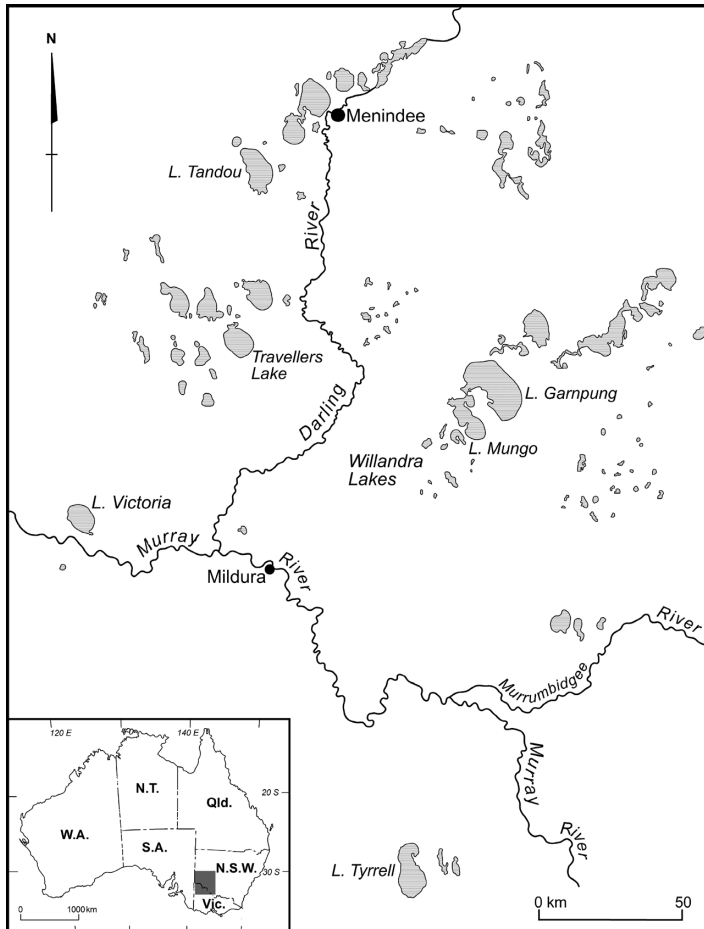 N
Menindee
L. Tandou
River
Travellers
Lake
L. Garnpung
Darling
L. Mungo
Willandra
Lakes
L. Victoria
Murray
River
Mildura
River
Murrumbidgee
Murray
River
L. Tyrrell
0 km 50
120 E 140 E
N.T.
Qld.
20 S
W.A.
S.A.
N.S.W.
30 S
Vic.
0 1000 km